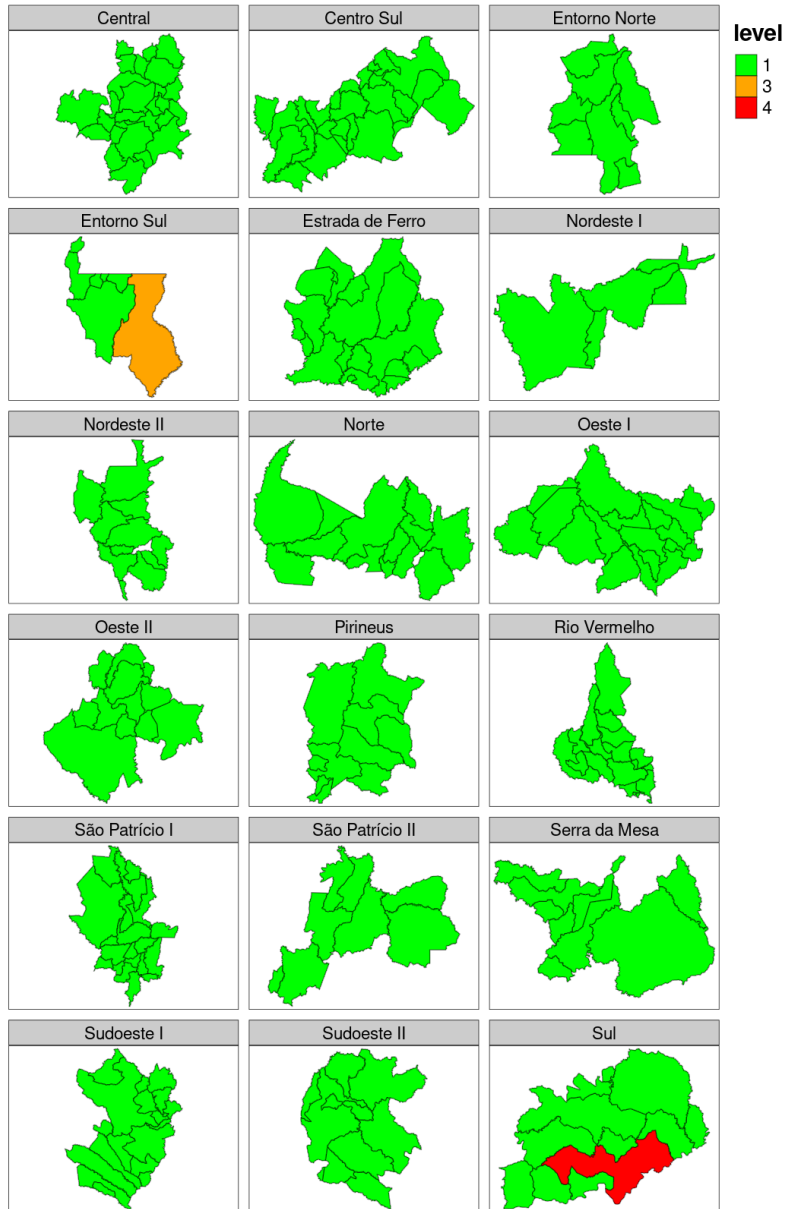 Central
Centro Sul
Entorno Norte
level
1
3
4
Entorno Sul
Estrada de Ferro
Nordeste I
Nordeste II
Norte
Oeste I
Oeste II
Pirineus
Rio Vermelho
São Patrício I
São Patrício II
Serra da Mesa
Sudoeste I
Sudoeste II
Sul